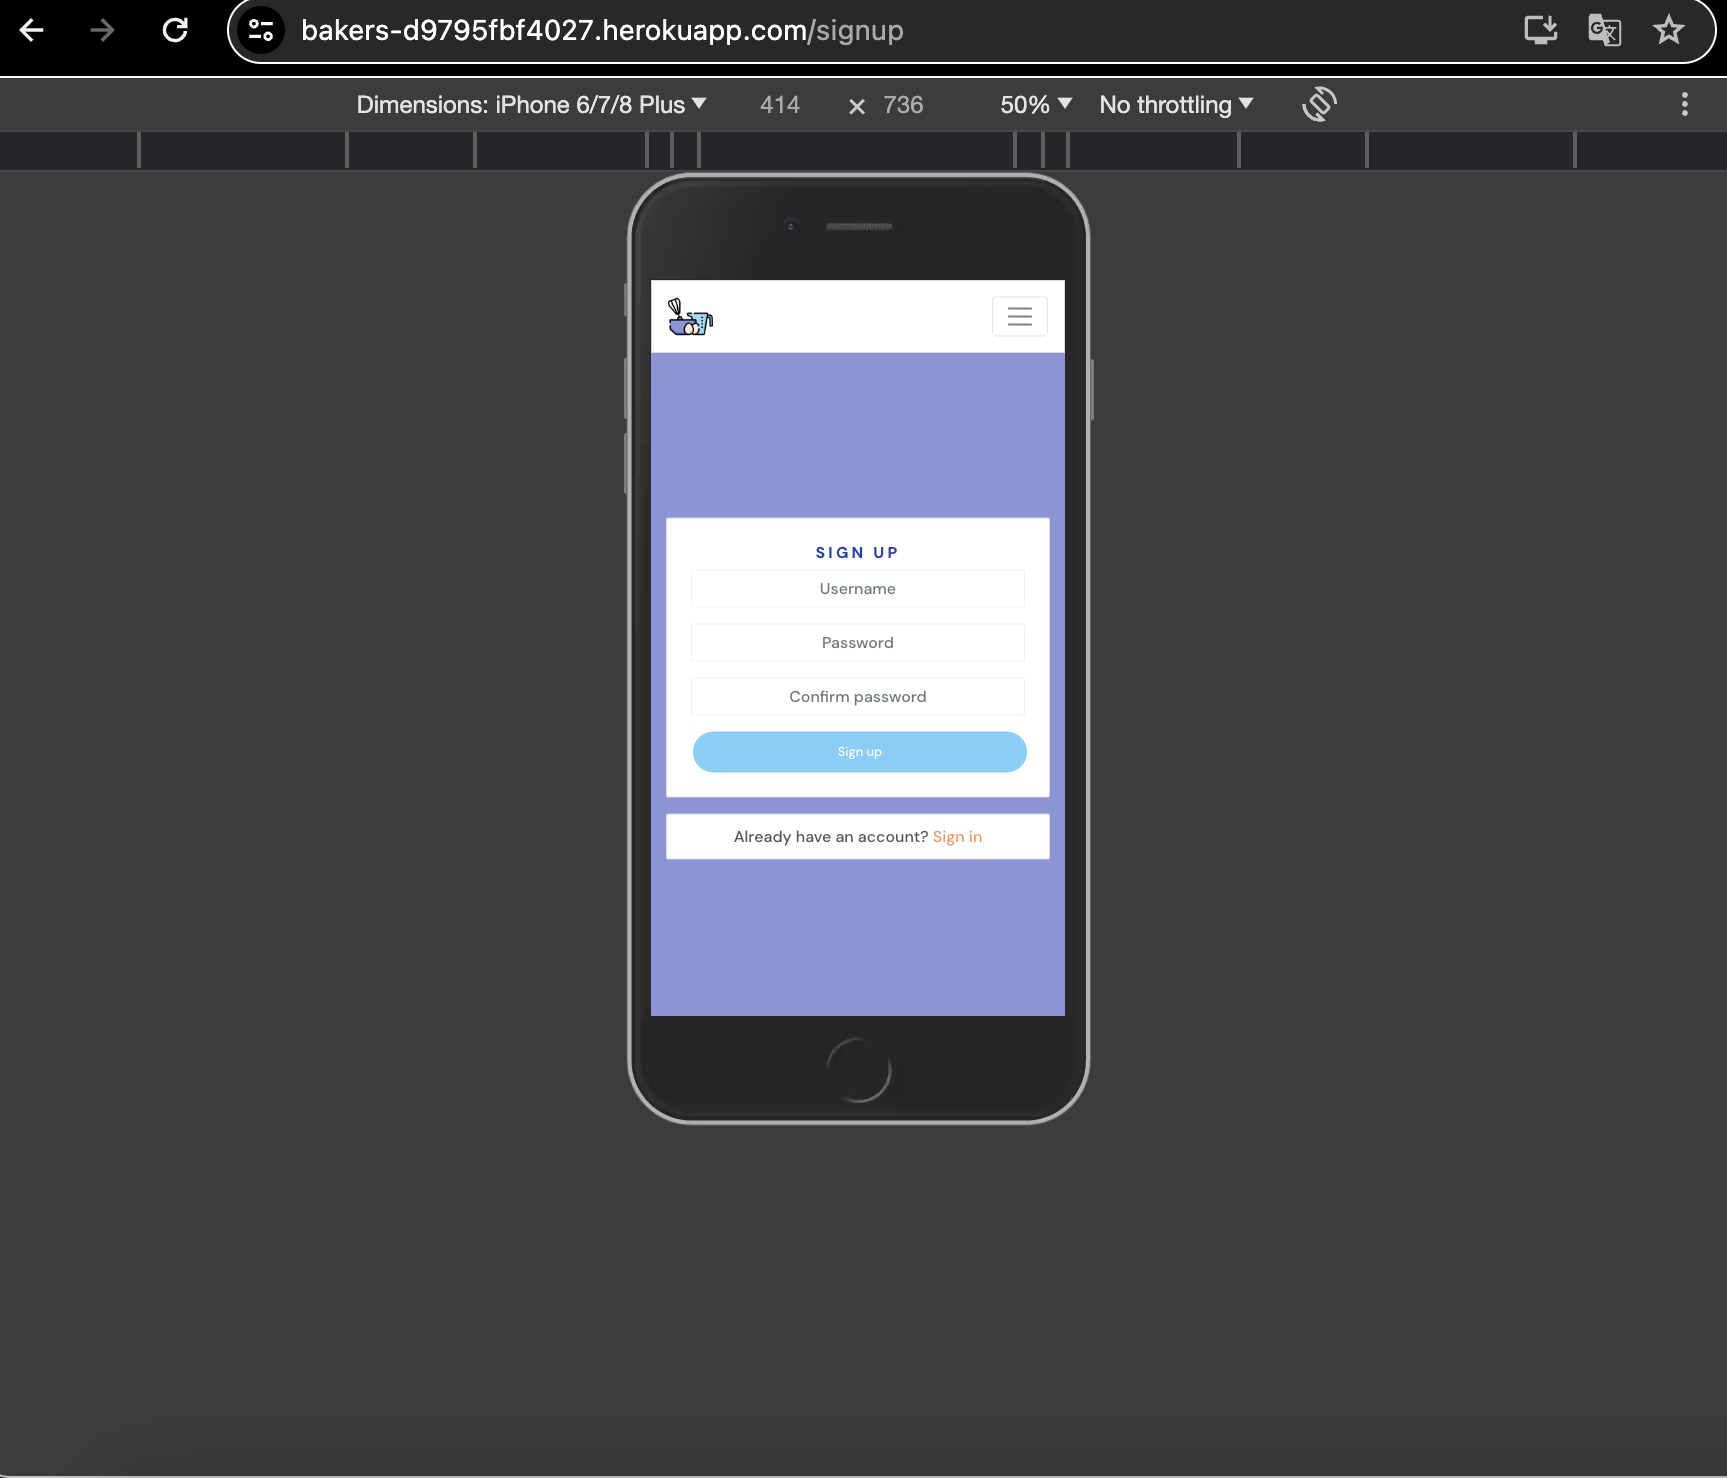 bakers-d9795fbf4027.herokuapp.com/signup
Dimensions: iPhone 6/7/8 Plus 414 × 736 50% No throttling
SIGN UP
Username
Password
Confirm password
Sign up
Already have an account? Sign in